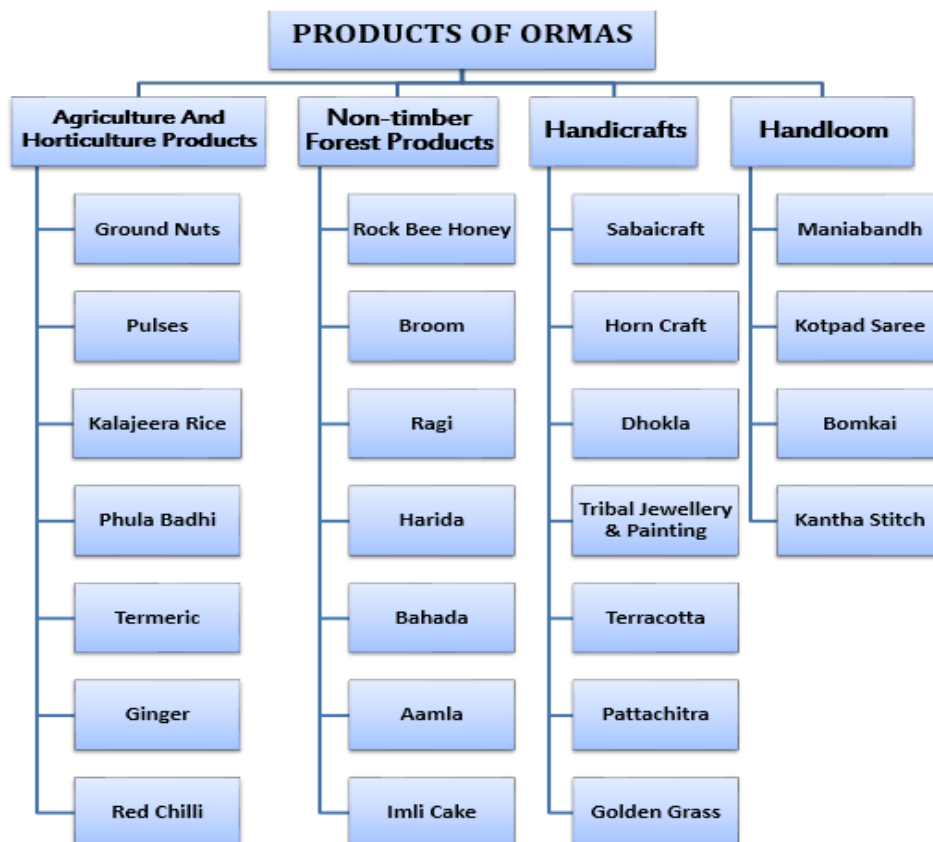 PRODUCTS OF ORMAS
Agriculture And
Horticulture Products
Ground Nuts
Pulses
Kalajeera Rice
Phula Badhi
Termeric
Ginger
Red Chilli
Non-timber
Forest Products
Rock Bee Honey
Broom
Ragi
Harida
Bahada
Aamla
Imli Cake
Handicrafts
Sabaicraft
Horn Craft
Dhokla
Tribal Jewellery
& Painting
Terracotta
Pattachitra
Golden Grass
Handloom
Maniabandh
Kotpad Saree
Bomkai
Kantha Stitch